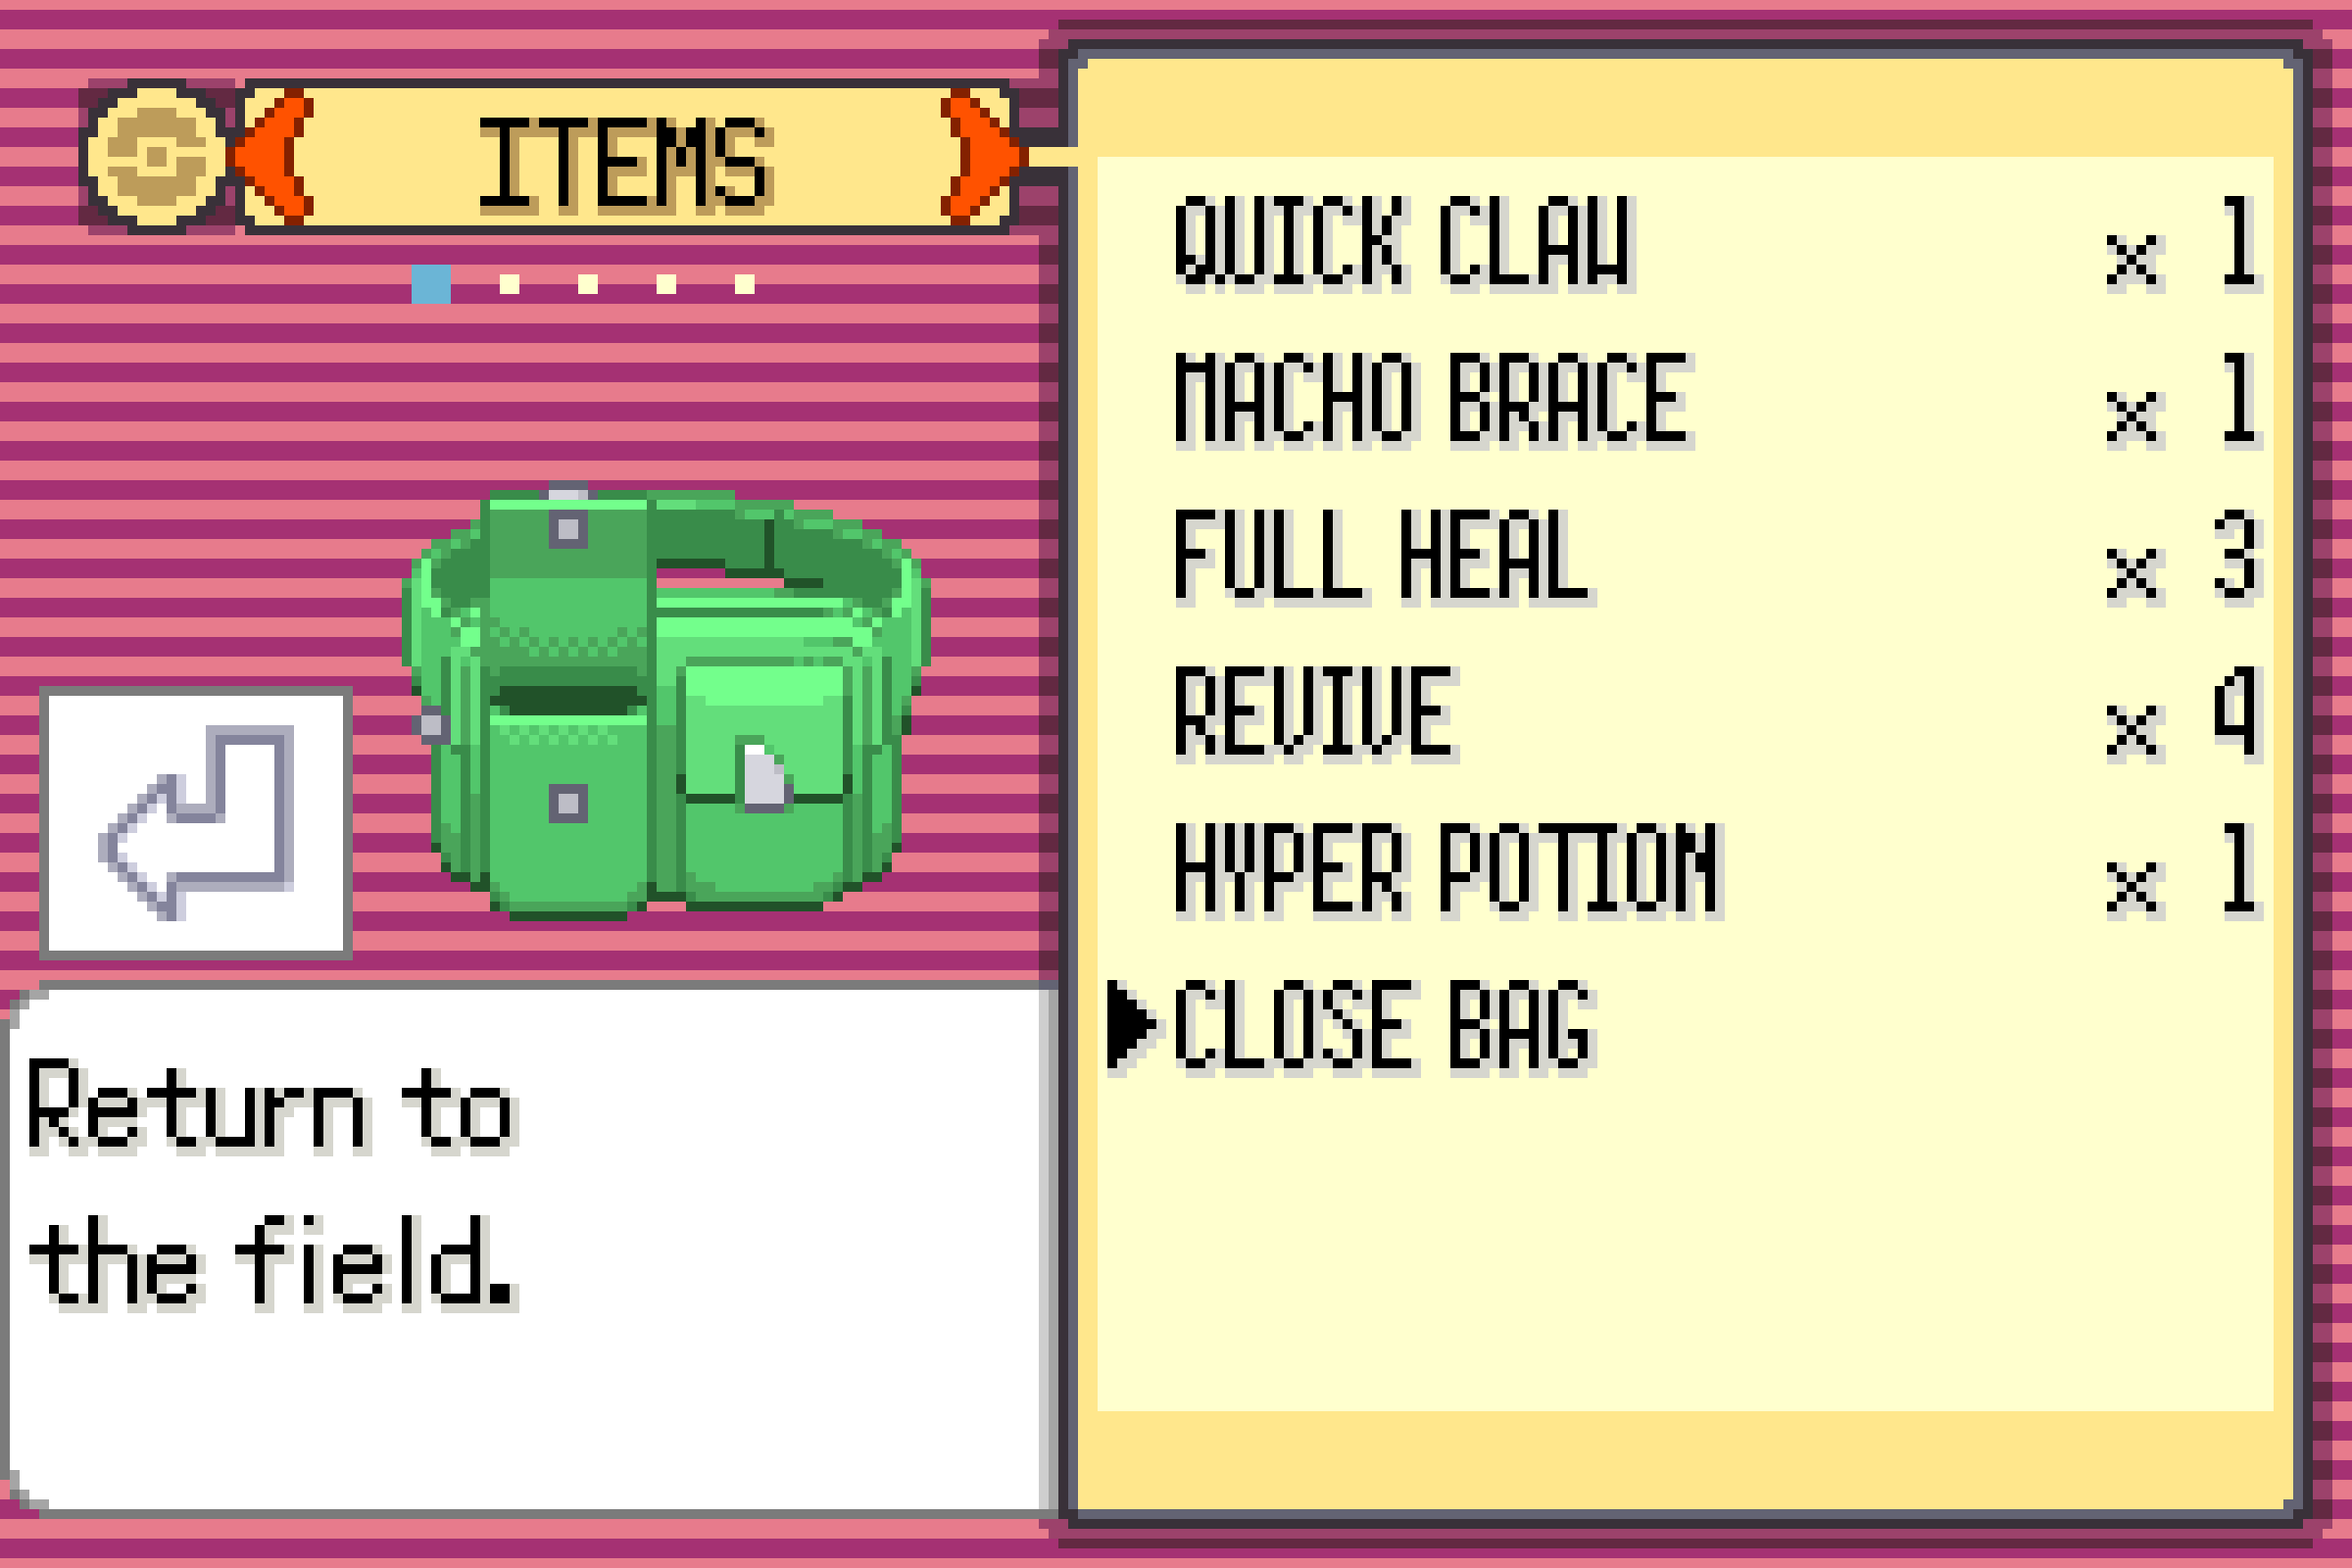 ITEMS
QUICK CLAW × 1
MACHO BRACE × 1
FULL HEAL × 3
REVIVE × 4
HYPER POTION × 1
CLOSE BAG
Return to
the field.